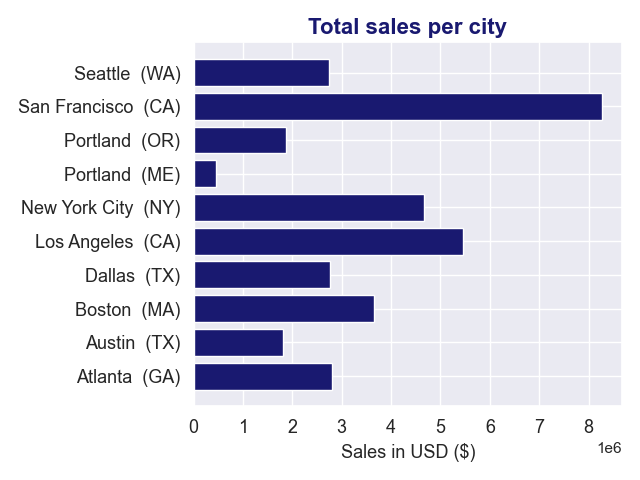 Total sales per city
Seattle  (WA)
San Francisco  (CA)
Portland  (OR)
Portland  (ME)
New York City  (NY)
Los Angeles  (CA)
Dallas  (TX)
Boston  (MA)
Austin  (TX)
Atlanta  (GA)
0 1 2 3 4 5 6 7 8
1e6
Sales in USD ($)